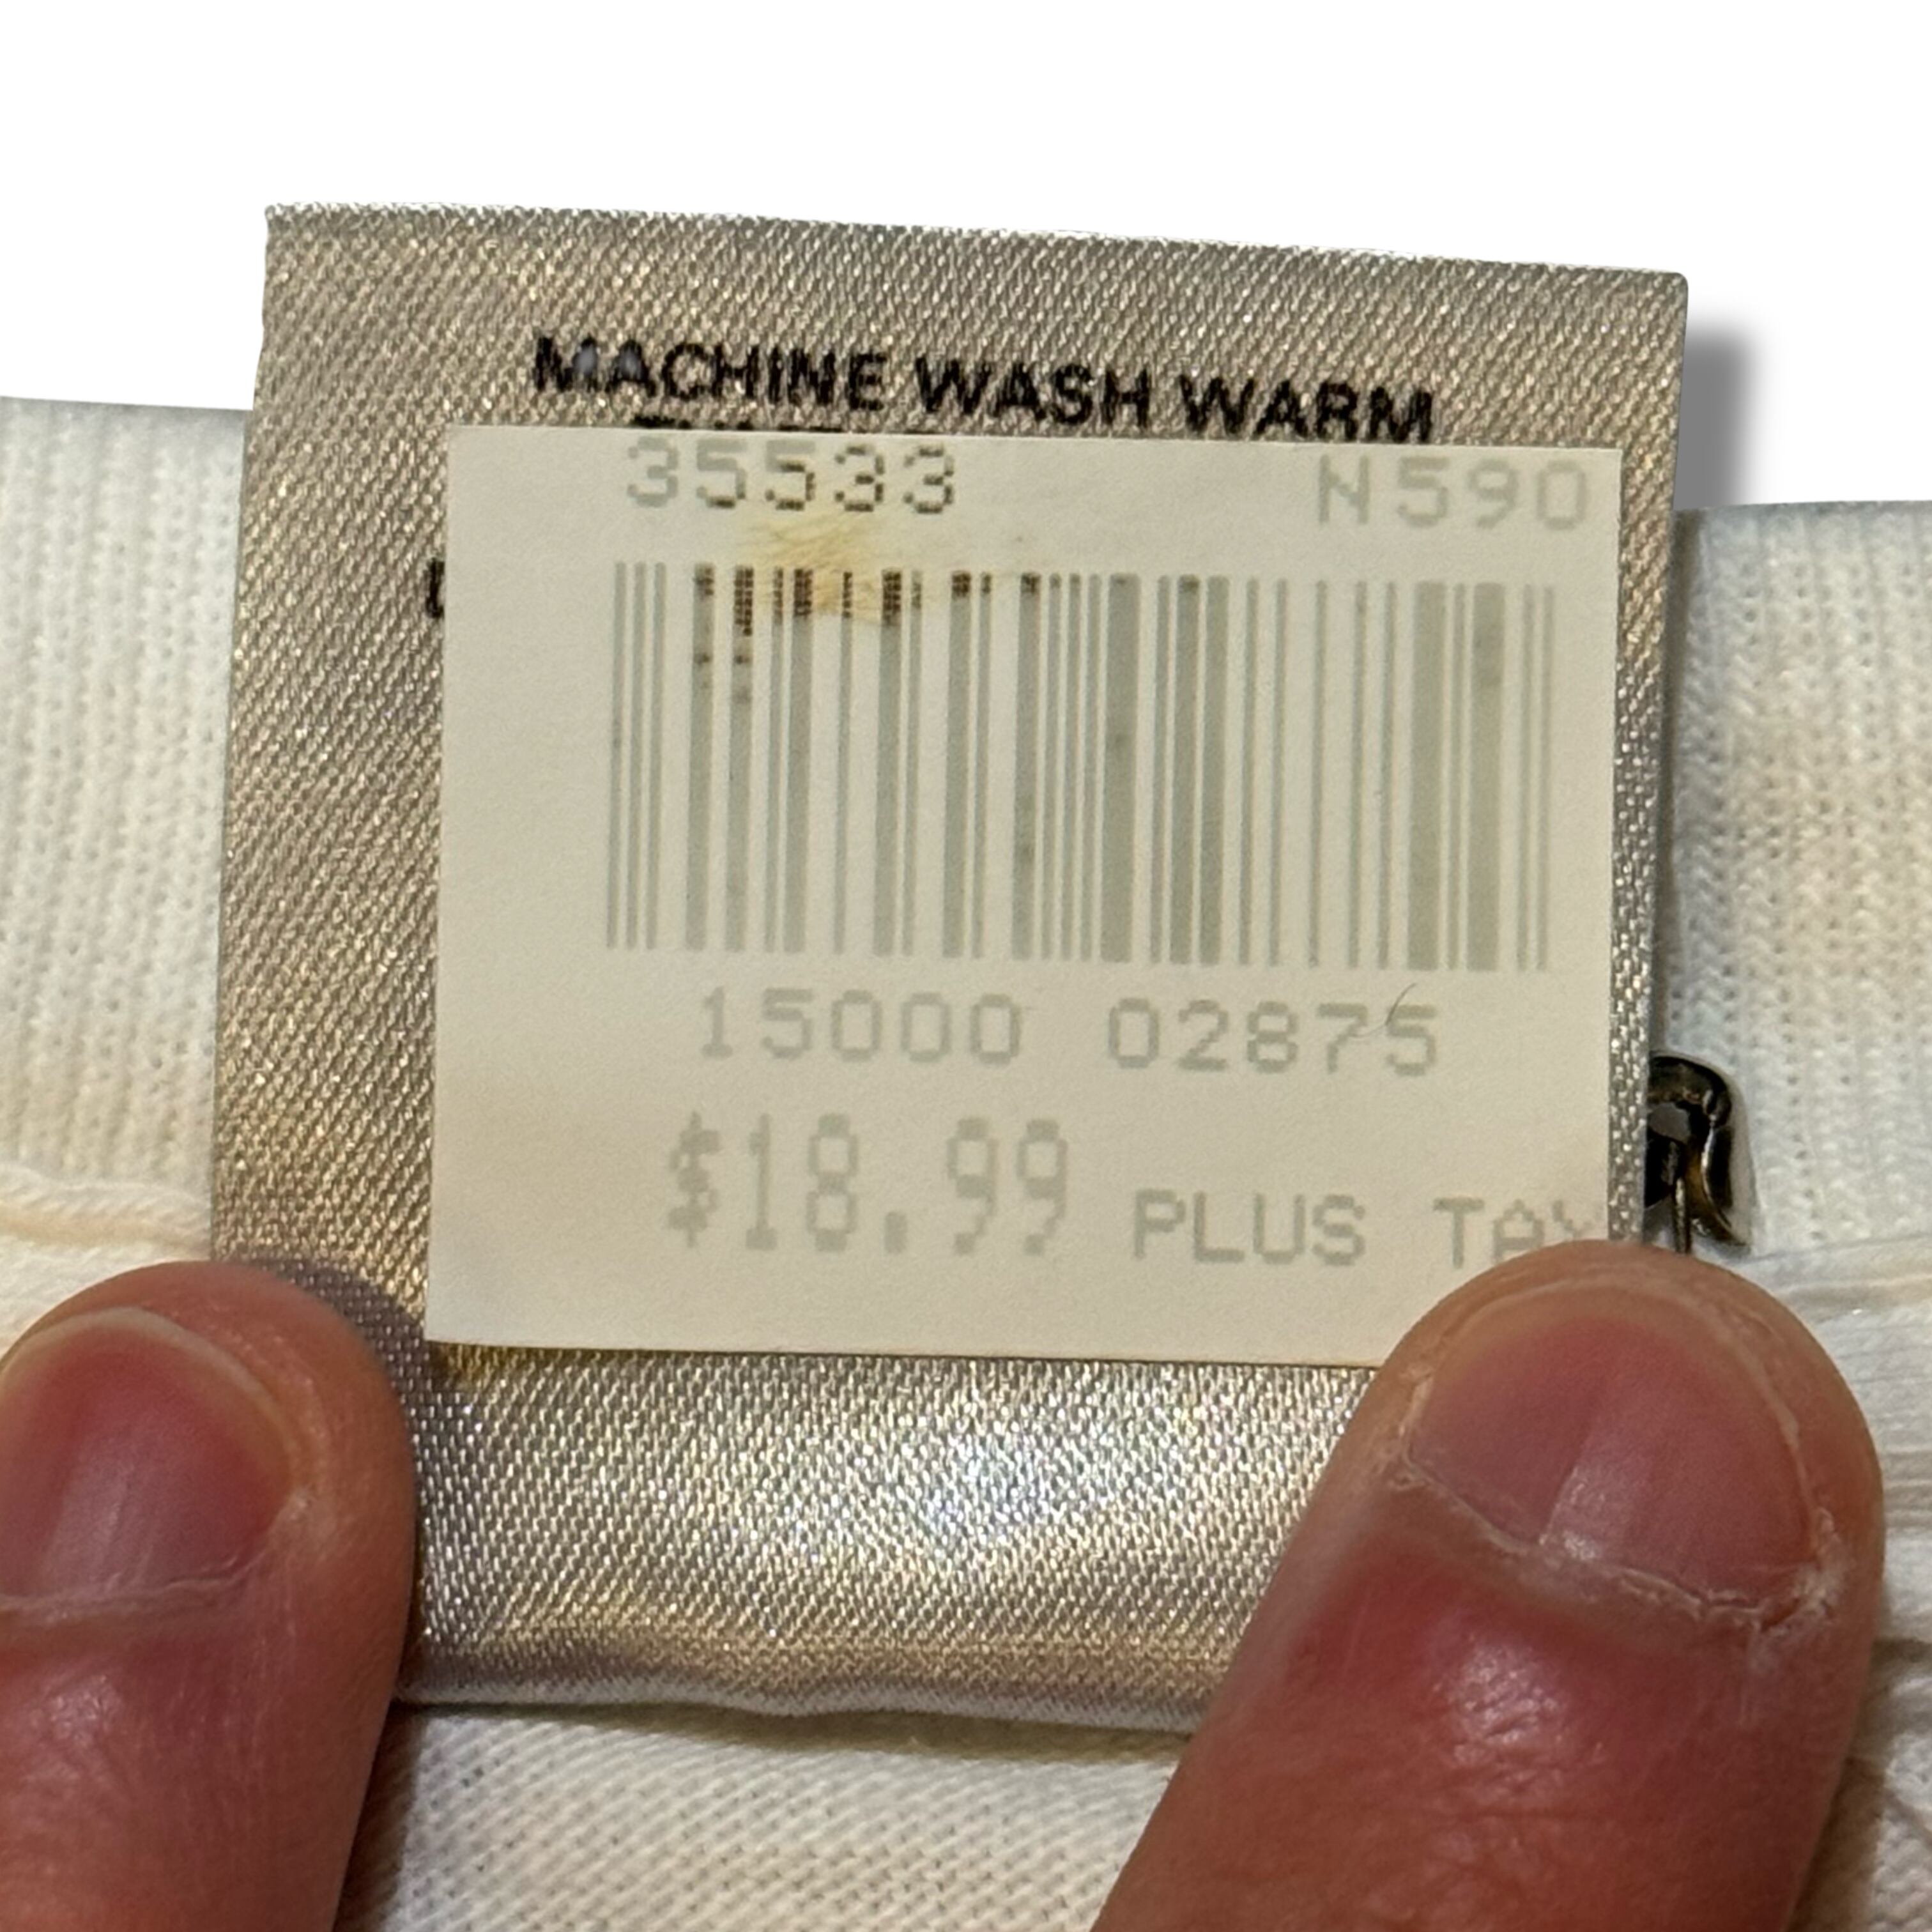 MACHINE WASH WARM
35533 N590
15000 02875
$18.99 PLUS TAX